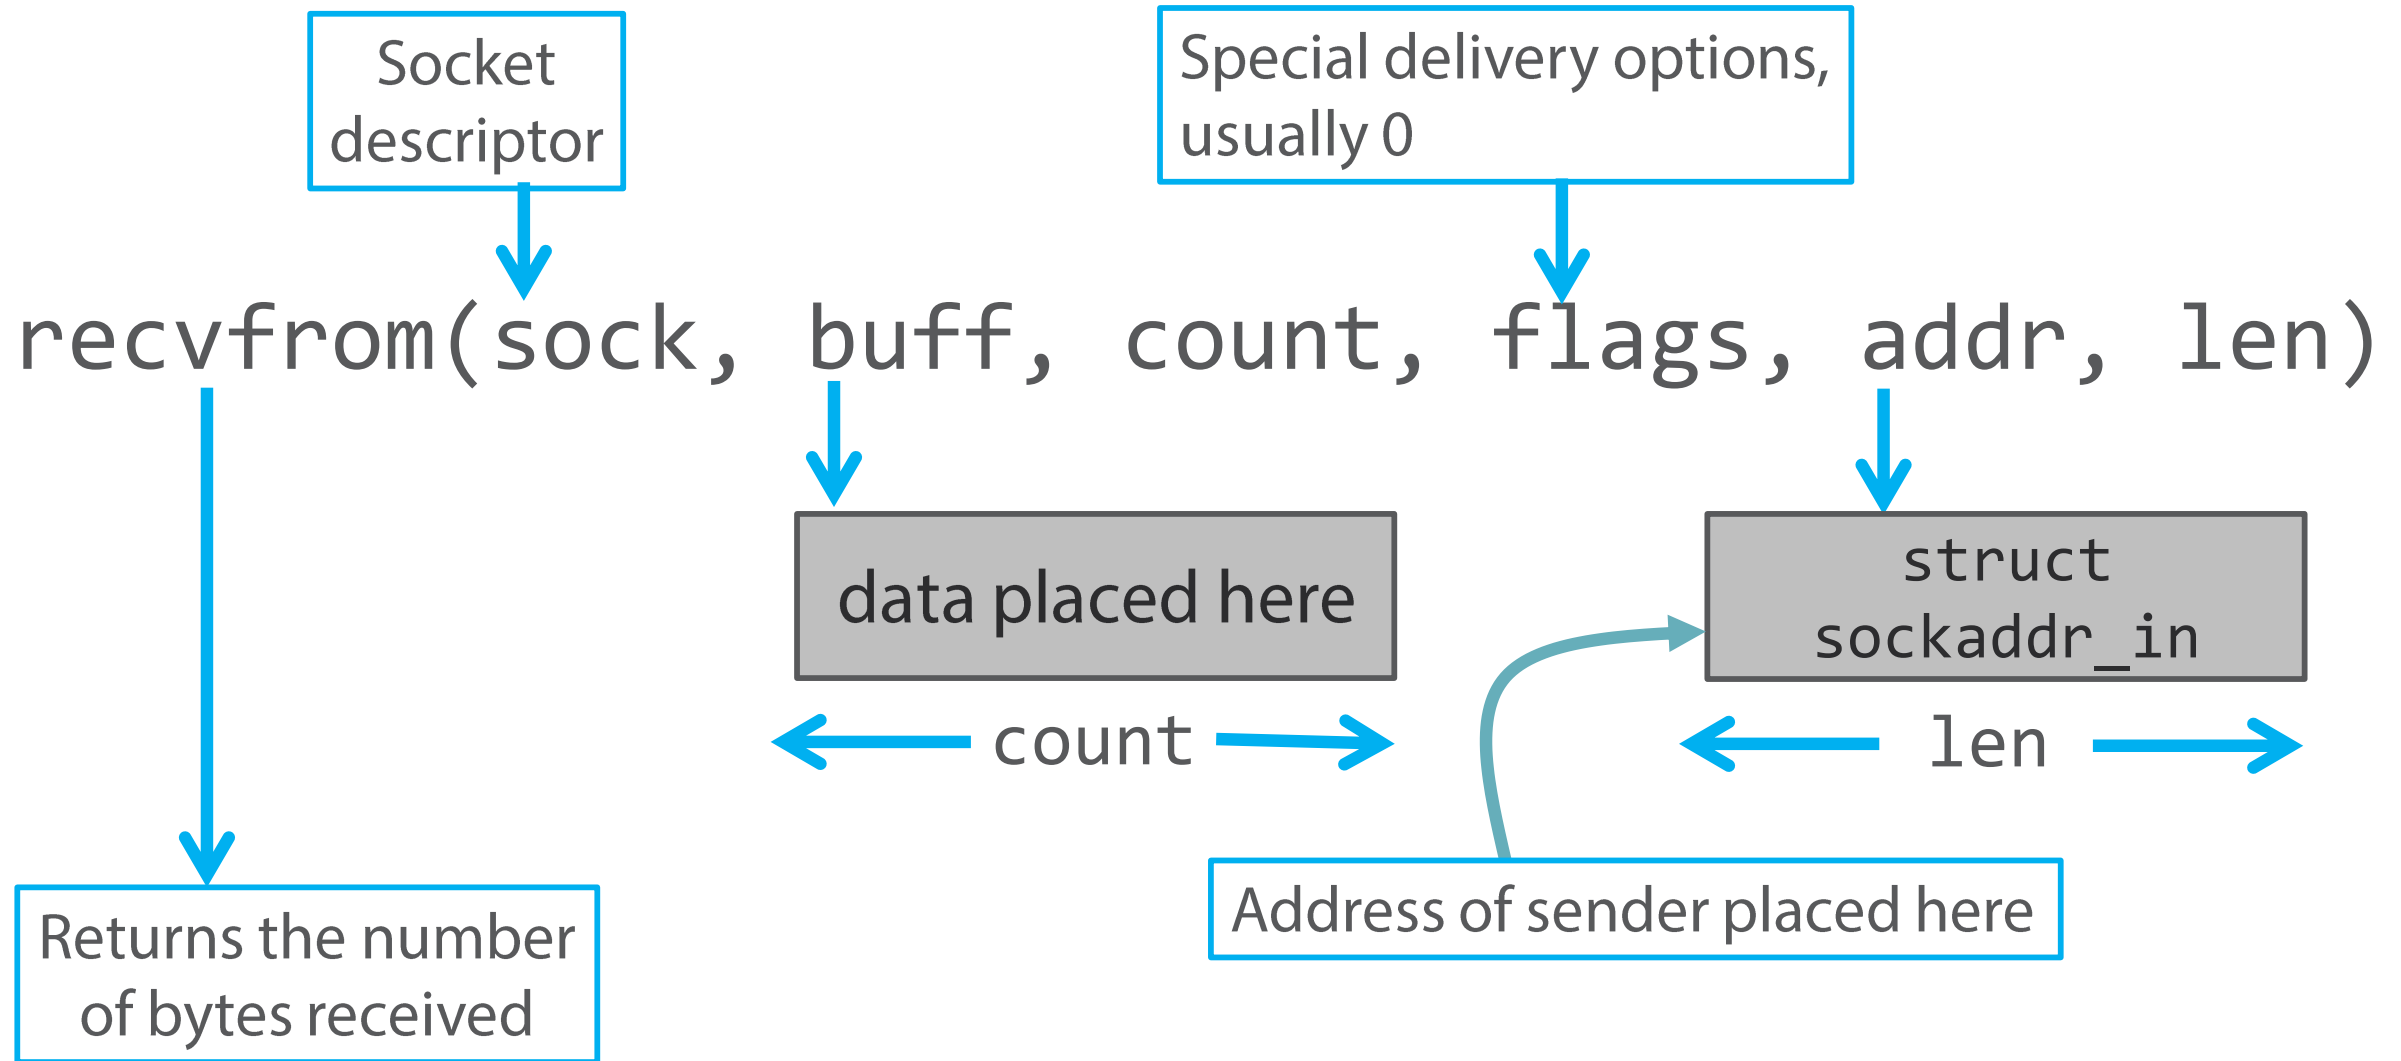 Socket
descriptor
Special delivery options,
usually 0
recvfrom(sock, buff, count, flags, addr, len)
data placed here
struct
sockaddr_in
count
len
Address of sender placed here
Returns the number
of bytes received